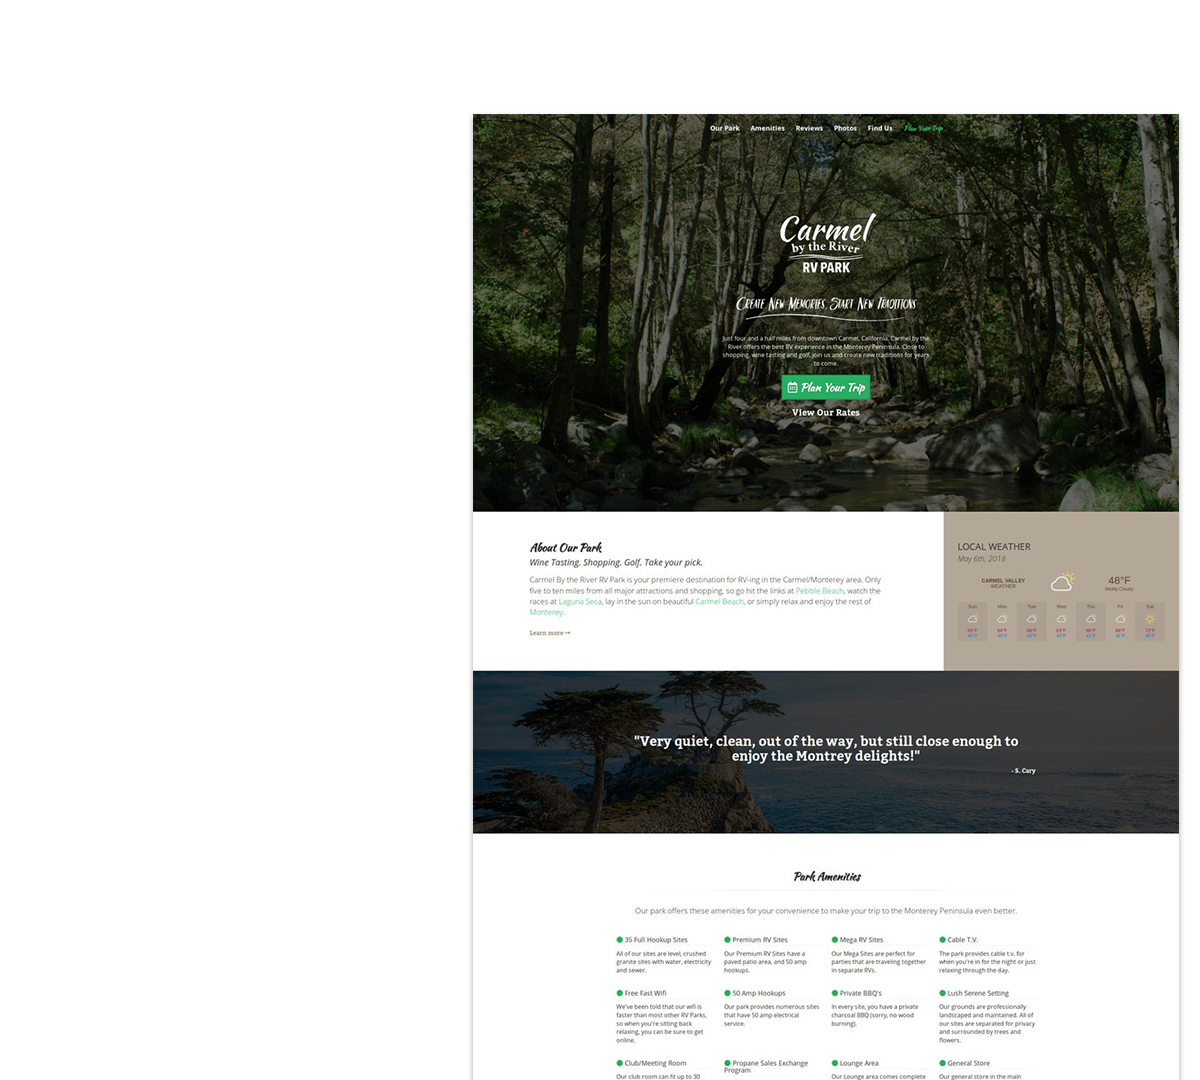 Our Park Amenities Reviews Photos Find Us Plan Your Trip
Carmel
by the River
RV PARK
Create New Memories. Start New Traditions
Just four and a half miles from downtown Carmel, California, Carmel by the
River offers the best RV experience in the Monterey Peninsula. Close to
shopping, wine tasting and golf, join us and create new traditions for years
to come.
Plan Your Trip
View Our Rates
About Our Park
Wine Tasting. Shopping. Golf. Take your pick.
Carmel By the River RV Park is your premiere destination for RV-ing in the Carmel/Monterey area. Only
five to ten miles from all major attractions and shopping, so go hit the links at Pebble Beach, watch the
races at Laguna Seca, lay in the sun on beautiful Carmel Beach, or simply relax and enjoy the rest of
Monterey.
Learn more
LOCAL WEATHER
May 6th, 2018
CARMEL VALLEY
WEATHER
48°F
Mostly Cloudy
Sun Mon Tue Wed Thu Fri Sat
"Very quiet, clean, out of the way, but still close enough to
enjoy the Montrey delights!"
- S. Cary
Park Amenities
Our park offers these amenities for your convenience to make your trip to the Monterey Peninsula even better.
35 Full Hookup Sites
All of our sites are level, crushed
granite sites with water, electricity
and sewer.
Premium RV Sites
Our Premium RV Sites have a
paved patio area, and 50 amp
hookups.
Mega RV Sites
Our Mega Sites are perfect for
parties that are traveling together
in separate RVs.
Cable T.V.
The park provides cable t.v. for
when you're in for the night or just
relaxing through the day.
Free Fast Wifi
We've been told that our wifi is
faster than most other RV Parks,
so when you're sitting back
relaxing, you can be sure to get
online.
50 Amp Hookups
Our park provides numerous sites
that have 50 amp electrical
service.
Private BBQ's
In every site, you have a private
charcoal BBQ (sorry, no wood
burning).
Lush Serene Setting
Our grounds are professionally
landscaped and maintained. All of
our sites are separated for privacy
and surrounded by trees and
flowers.
Club/Meeting Room
Our club room can fit up to 30
Propane Sales Exchange
Program
Lounge Area
Our Lounge area comes complete
General Store
Our general store in the main